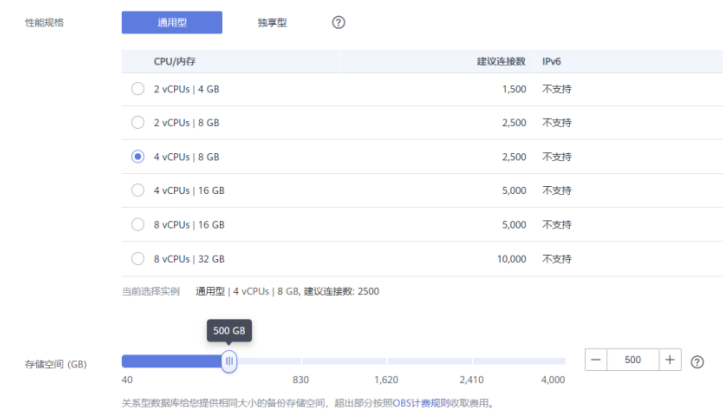 性能规格 通用型 独享型 ?
CPU/内存 建议连接数 IPv6
2 vCPUs | 4 GB 1,500 不支持
2 vCPUs | 8 GB 2,500 不支持
4 vCPUs | 8 GB 2,500 不支持
4 vCPUs | 16 GB 5,000 不支持
8 vCPUs | 16 GB 5,000 不支持
8 vCPUs | 32 GB 10,000 不支持
当前选择实例 通用型 | 4 vCPUs | 8 GB, 建议连接数: 2500
500 GB
存储空间 (GB) — 500 + ?
40 830 1,620 2,410 4,000
关系型数据库给您提供相同大小的备份存储空间，超出部分按照OBS计费规则收取费用。